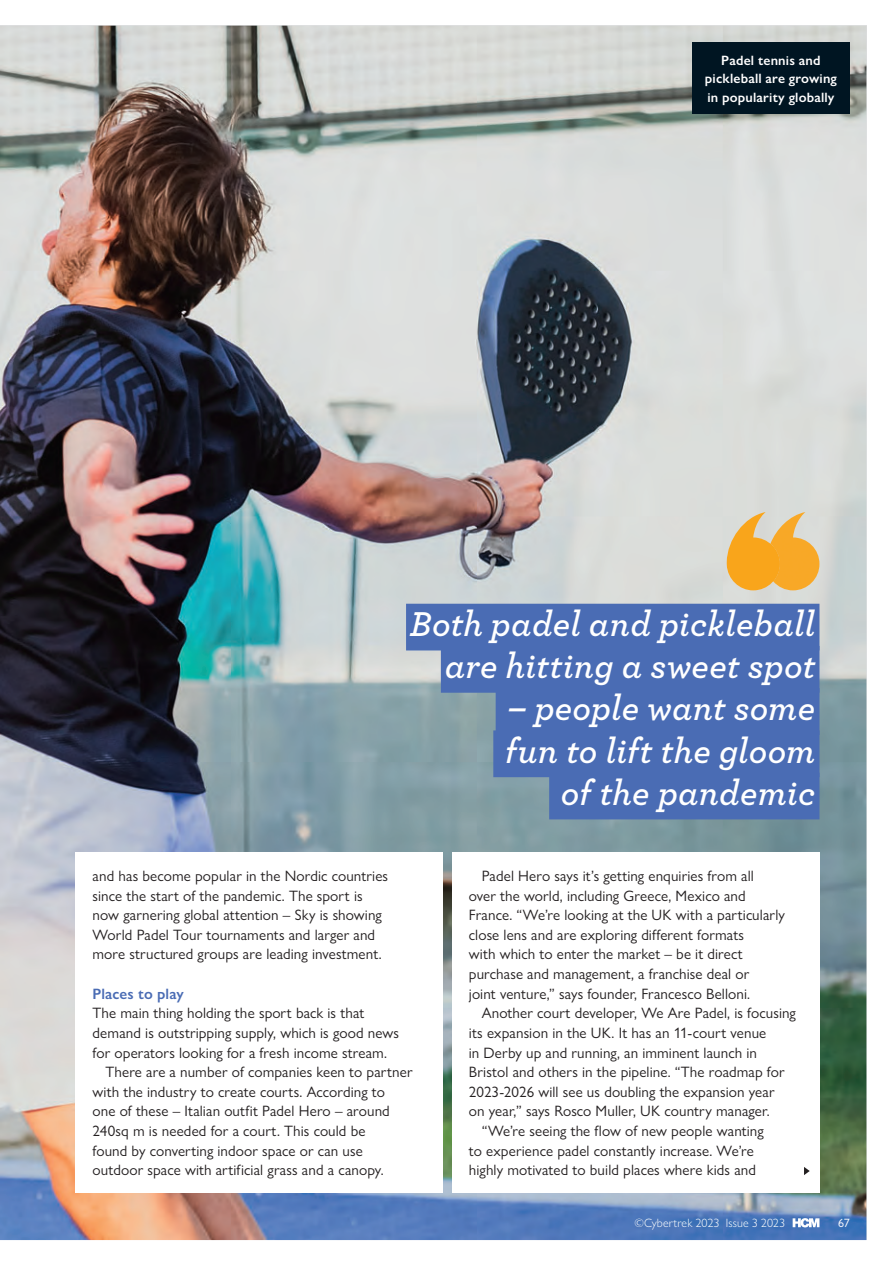 Padel tennis and
pickleball are growing
in popularity globally
Both padel and pickleball
are hitting a sweet spot
– people want some
fun to lift the gloom
of the pandemic
and has become popular in the Nordic countries
since the start of the pandemic. The sport is
now garnering global attention – Sky is showing
World Padel Tour tournaments and larger and
more structured groups are leading investment.
Places to play
The main thing holding the sport back is that
demand is outstripping supply, which is good news
for operators looking for a fresh income stream.
There are a number of companies keen to partner
with the industry to create courts. According to
one of these – Italian outfit Padel Hero – around
240sq m is needed for a court. This could be
found by converting indoor space or can use
outdoor space with artificial grass and a canopy.
Padel Hero says it’s getting enquiries from all
over the world, including Greece, Mexico and
France. “We’re looking at the UK with a particularly
close lens and are exploring different formats
with which to enter the market – be it direct
purchase and management, a franchise deal or
joint venture,” says founder, Francesco Belloni.
Another court developer, We Are Padel, is focusing
its expansion in the UK. It has an 11-court venue
in Derby up and running, an imminent launch in
Bristol and others in the pipeline. “The roadmap for
2023-2026 will see us doubling the expansion year
on year,” says Rosco Muller, UK country manager.
“We’re seeing the flow of new people wanting
to experience padel constantly increase. We’re
highly motivated to build places where kids and
©Cybertrek 2023 Issue 3 2023 HCM 67